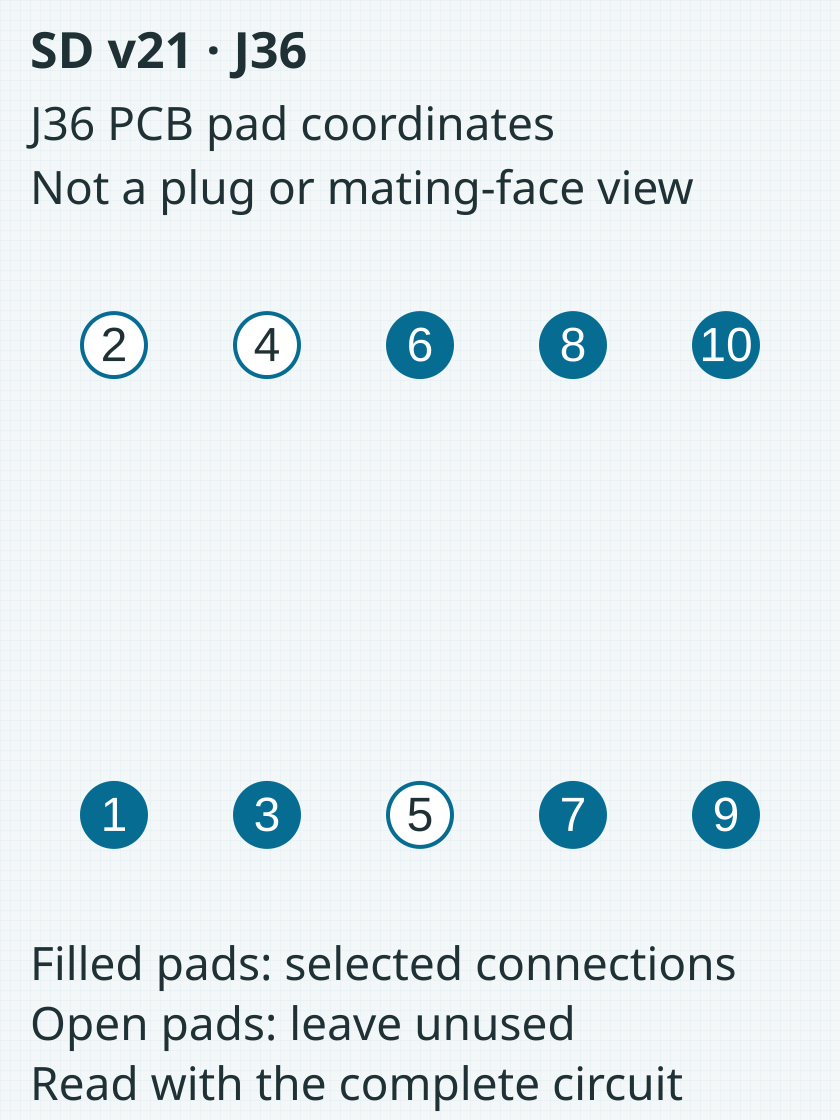 SD v21 · J36
J36 PCB pad coordinates
Not a plug or mating-face view
2 4 6 8 10
1 3 5 7 9
Filled pads: selected connections
Open pads: leave unused
Read with the complete circuit